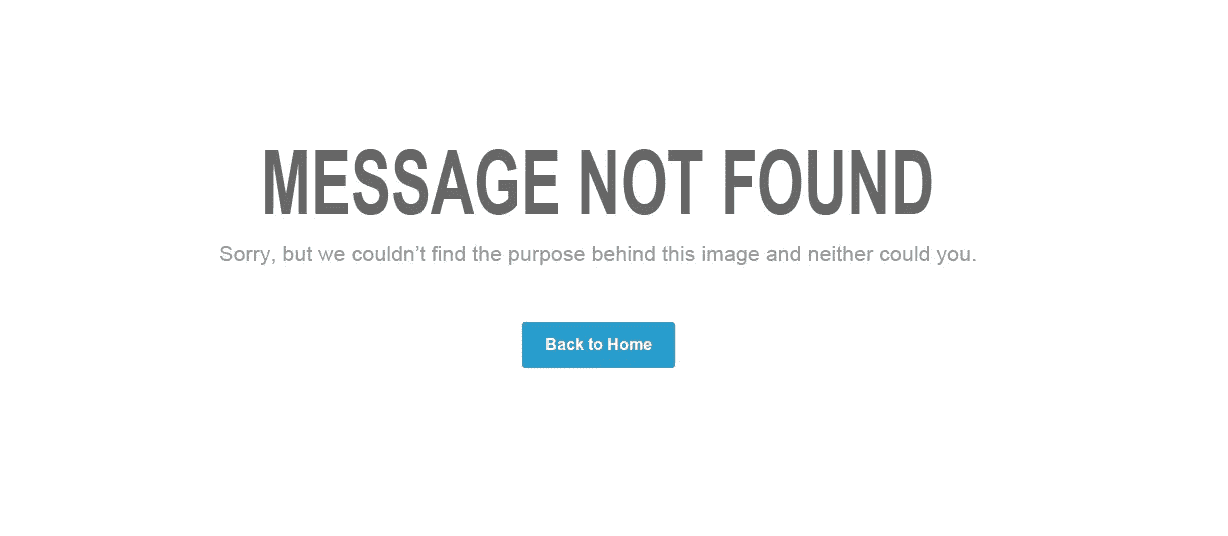 MESSAGE NOT FOUND
Sorry, but we couldn’t find the purpose behind this image and neither could you.
Back to Home